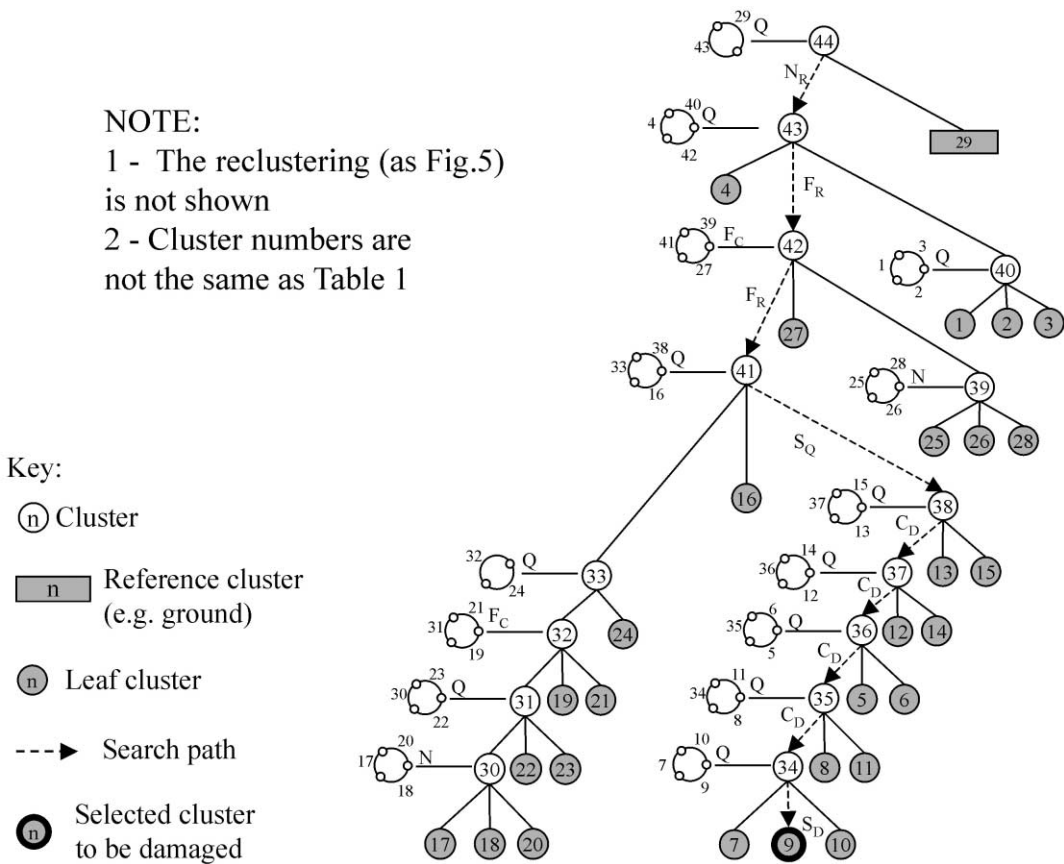 29 Q
43
44
N_R
NOTE:
1 - The reclustering (as Fig.5)
is not shown
2 - Cluster numbers are
not the same as Table 1
40 Q
4
42
43
29
4
F_R
39
41 F_C
27
42
3 Q
1
2
40
F_R
27
1 2 3
38 Q
33
16
41
28 N
25
26
39
S_Q
25 26 28
16
15 Q
37
13
38
C_D
32 Q
24
33
14 Q
36
12
37
13 15
C_D
21 F_C
31
19
32
24
6 Q
35
5
36
12 14
C_D
23 Q
30
22
31
19 21
11 Q
34
8
35
5 6
C_D
20 N
17
18
30
22 23
10 Q
7
9
34
8 11
S_D
17 18 20
7 9 10
Key:
n Cluster
n Reference cluster
(e.g. ground)
n Leaf cluster
Search path
n Selected cluster
to be damaged